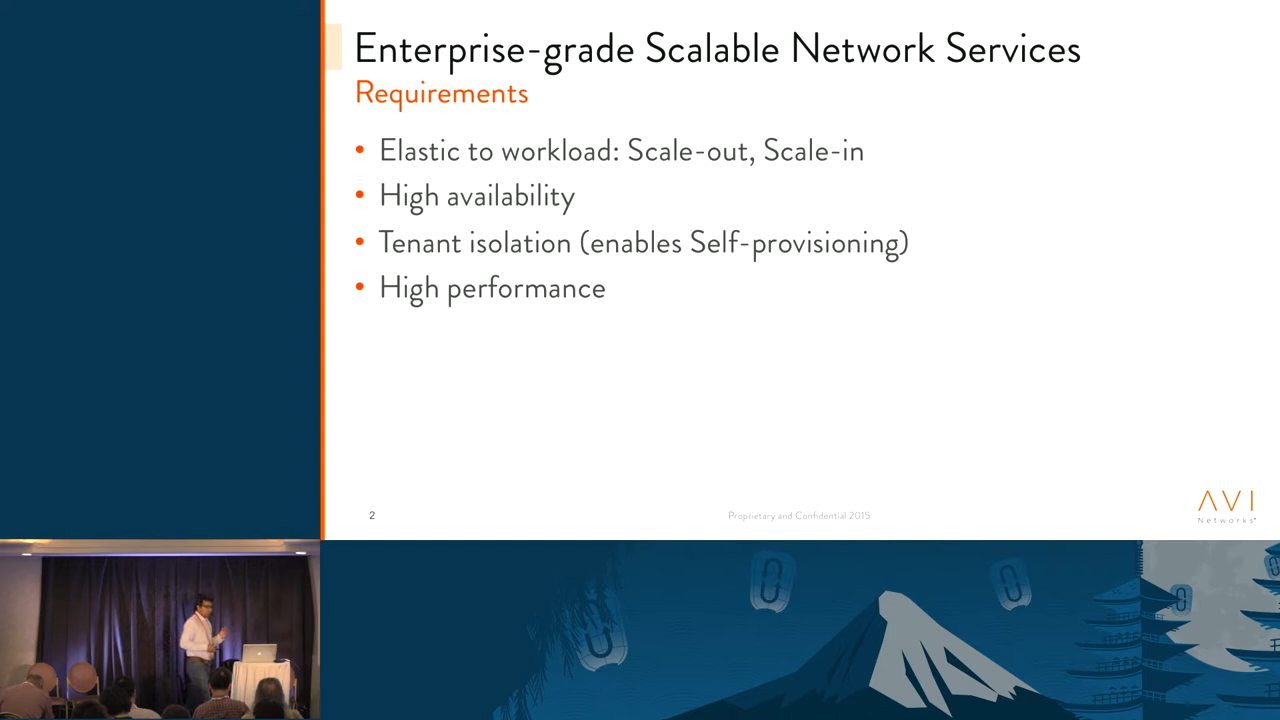 Enterprise-grade Scalable Network Services
Requirements
• Elastic to workload: Scale-out, Scale-in
• High availability
• Tenant isolation (enables Self-provisioning)
• High performance
2
Proprietary and Confidential 2015
AVI
Networks